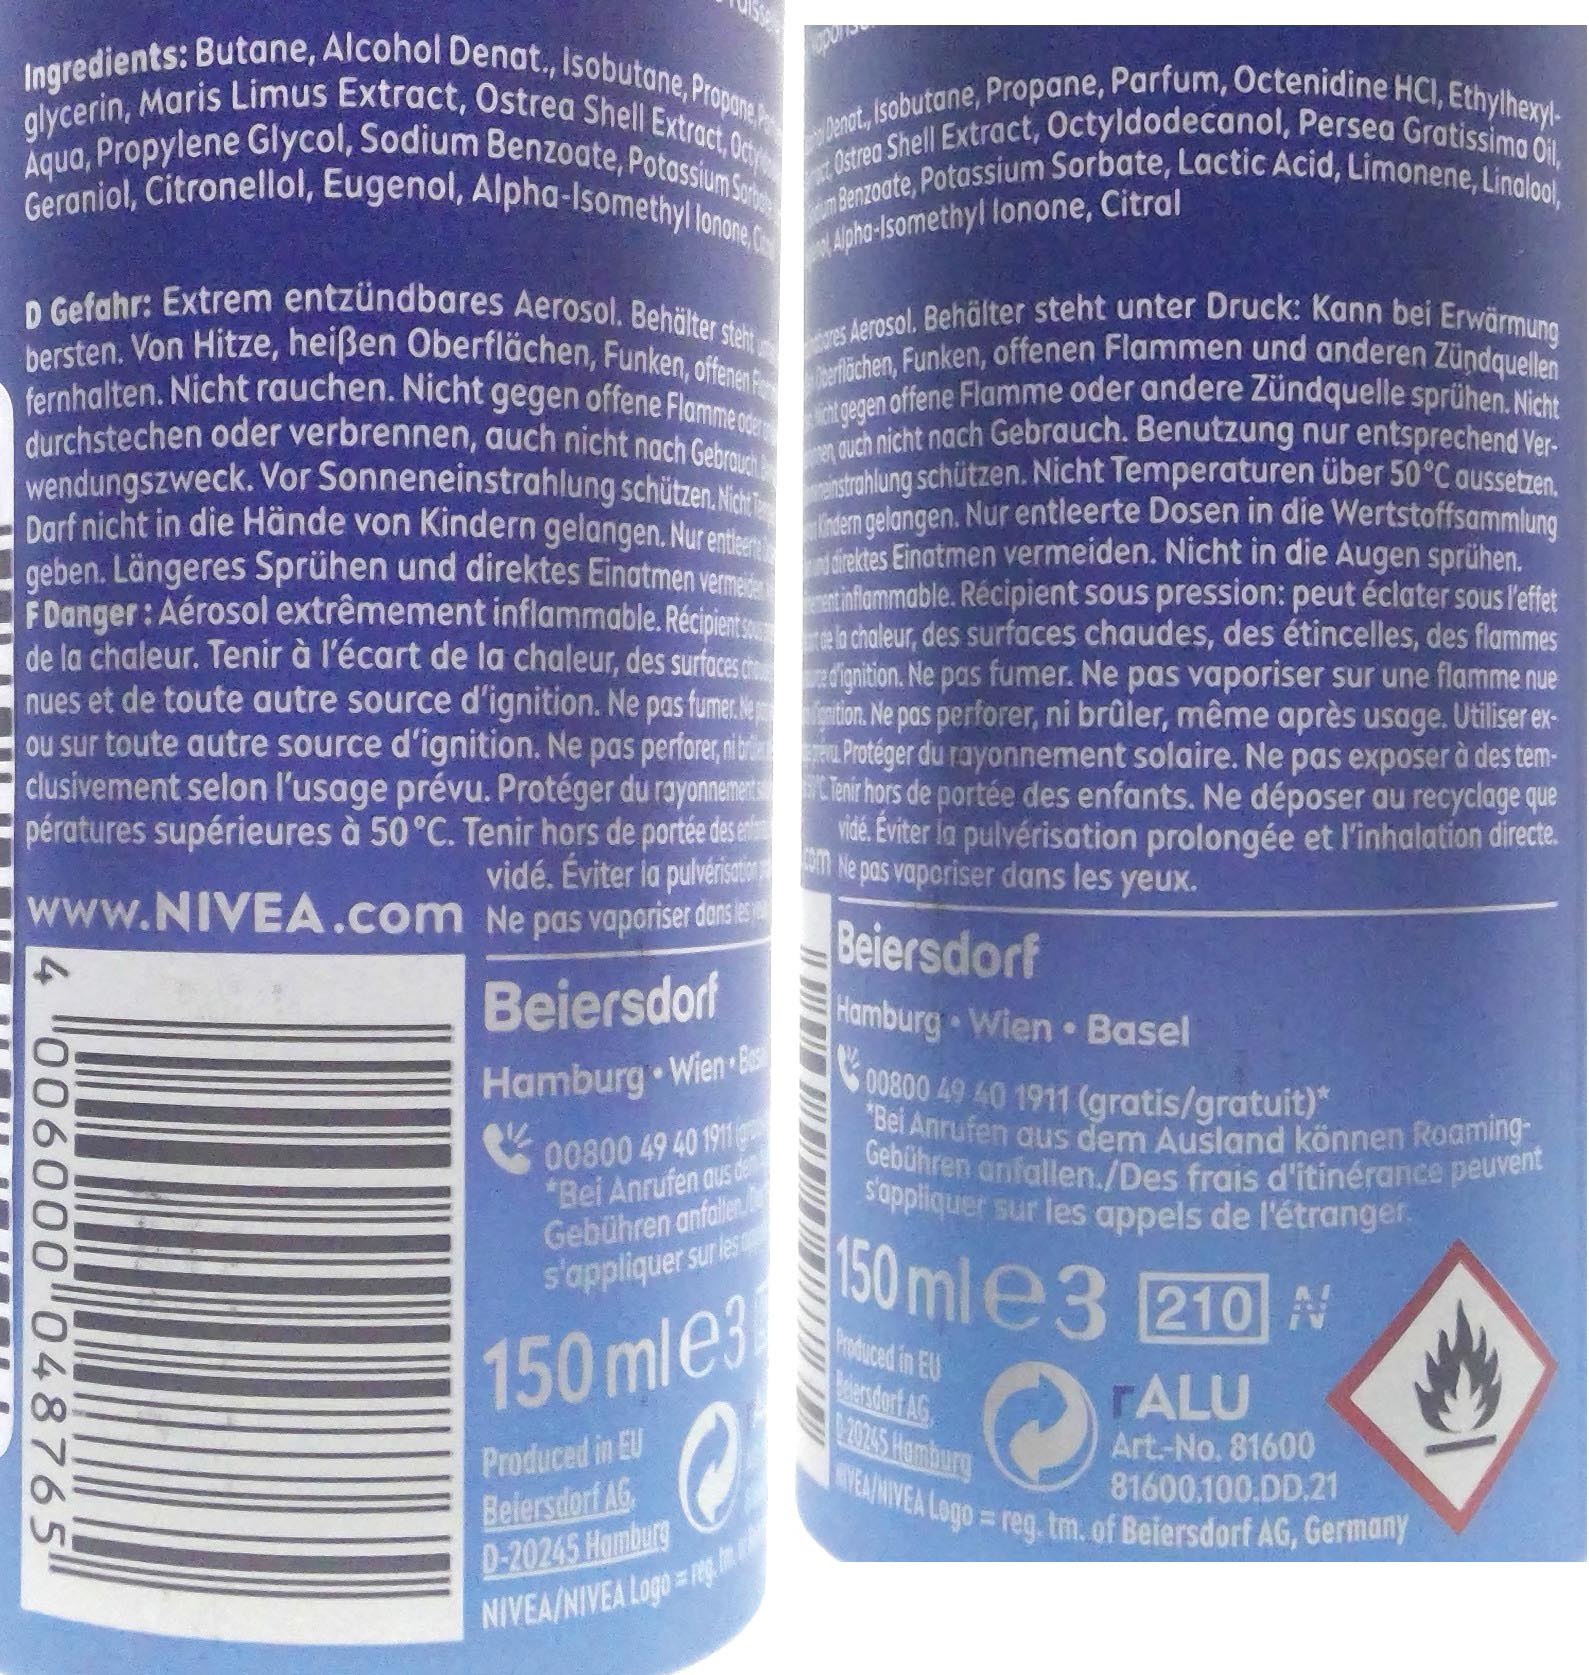 Ingredients: Butane, Alcohol Denat., Isobutane, Propane,
glycerin, Maris Limus Extract, Ostrea Shell Extract,
Aqua, Propylene Glycol, Sodium Benzoate, Potassium
Geraniol, Citronellol, Eugenol, Alpha-Isomethyl Ionone,
D Gefahr: Extrem entzündbares Aerosol. Behälter steht
bersten. Von Hitze, heißen Oberflächen, Funken, offenen
fernhalten. Nicht rauchen. Nicht gegen offene Flamme oder
durchstechen oder verbrennen, auch nicht nach Gebrauch.
wendungszweck. Vor Sonneneinstrahlung schützen. Nicht
Darf nicht in die Hände von Kindern gelangen. Nur entleerte
geben. Längeres Sprühen und direktes Einatmen
F Danger : Aérosol extrêmement inflammable. Récipient
de la chaleur. Tenir à l'écart de la chaleur, des surfaces
nues et de toute autre source d'ignition. Ne pas fumer. Ne
ou sur toute autre source d'ignition. Ne pas perforer, ni
clusivement selon l'usage prévu. Protéger du rayonnement
pératures supérieures à 50°C. Tenir hors de portée des
vidé. Éviter la pulvérisation
www.NIVEA.com Ne pas vaporiser dans les
Beiersdorf
Hamburg • Wien •
00800 49 40 1911
*Bei Anrufen aus
Gebühren anfallen.
s'appliquer sur les
150 ml e 3
Produced in EU
Beiersdorf AG,
D-20245 Hamburg
NIVEA/NIVEA Logo = reg. tm.
4 006000 048765
Denat., Isobutane, Propane, Parfum, Octenidine HCl, Ethylhexyl-
Ostrea Shell Extract, Octyldodecanol, Persea Gratissima Oil,
Benzoate, Potassium Sorbate, Lactic Acid, Limonene, Linalool,
Alpha-Isomethyl Ionone, Citral
Aerosol. Behälter steht unter Druck: Kann bei Erwärmung
Oberflächen, Funken, offenen Flammen und anderen Zündquellen
Nicht gegen offene Flamme oder andere Zündquelle sprühen. Nicht
auch nicht nach Gebrauch. Benutzung nur entsprechend Ver-
schützen. Nicht Temperaturen über 50°C aussetzen.
Kindern gelangen. Nur entleerte Dosen in die Wertstoffsammlung
direktes Einatmen vermeiden. Nicht in die Augen sprühen.
inflammable. Récipient sous pression: peut éclater sous l'effet
de la chaleur, des surfaces chaudes, des étincelles, des flammes
d'ignition. Ne pas fumer. Ne pas vaporiser sur une flamme nue
Ne pas perforer, ni brûler, même après usage. Utiliser ex-
Protéger du rayonnement solaire. Ne pas exposer à des tem-
Tenir hors de portée des enfants. Ne déposer au recyclage que
vidé. Éviter la pulvérisation prolongée et l'inhalation directe.
.com Ne pas vaporiser dans les yeux.
Beiersdorf
Hamburg • Wien • Basel
00800 49 40 1911 (gratis/gratuit)*
*Bei Anrufen aus dem Ausland können Roaming-
Gebühren anfallen./Des frais d'itinérance peuvent
s'appliquer sur les appels de l'étranger.
150 ml e 3 210 N
Produced in EU
Beiersdorf AG,
D-20245 Hamburg
rALU
Art.-No. 81600
81600.100.DD.21
NIVEA/NIVEA Logo = reg. tm. of Beiersdorf AG, Germany